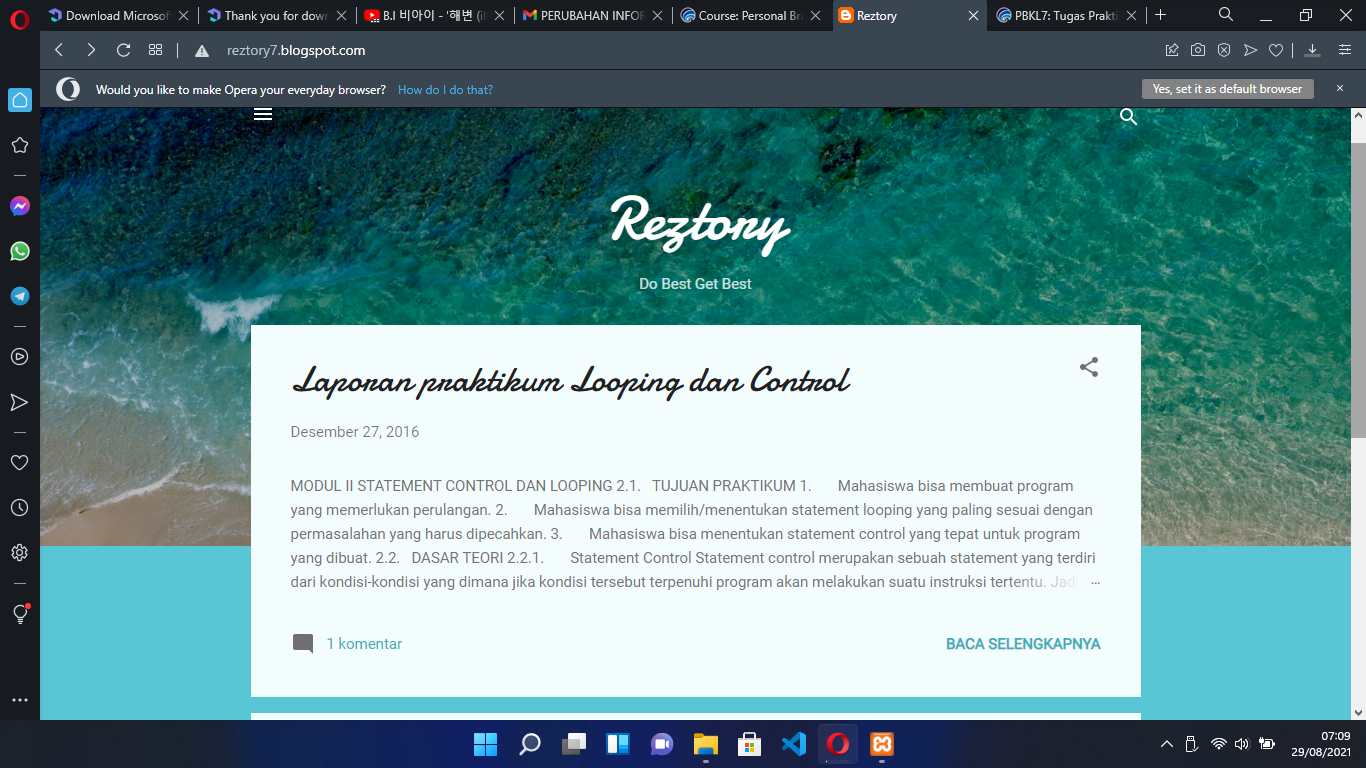 Download Microsoft
Thank you for down
B.I 비아이 - '해변 (il
PERUBAHAN INFOR
Course: Personal Bra
Reztory
PBKL7: Tugas Prakti
reztory7.blogspot.com
Would you like to make Opera your everyday browser? How do I do that?
Yes, set it as default browser
Reztory
Do Best Get Best
Laporan praktikum Looping dan Control
Desember 27, 2016
MODUL II STATEMENT CONTROL DAN LOOPING 2.1. TUJUAN PRAKTIKUM 1. Mahasiswa bisa membuat program
yang memerlukan perulangan. 2. Mahasiswa bisa memilih/menentukan statement looping yang paling sesuai dengan
permasalahan yang harus dipecahkan. 3. Mahasiswa bisa menentukan statement control yang tepat untuk program
yang dibuat. 2.2. DASAR TEORI 2.2.1. Statement Control Statement control merupakan sebuah statement yang terdiri
dari kondisi-kondisi yang dimana jika kondisi tersebut terpenuhi program akan melakukan suatu instruksi tertentu. Jadi ...
1 komentar
BACA SELENGKAPNYA
07:09
29/08/2021